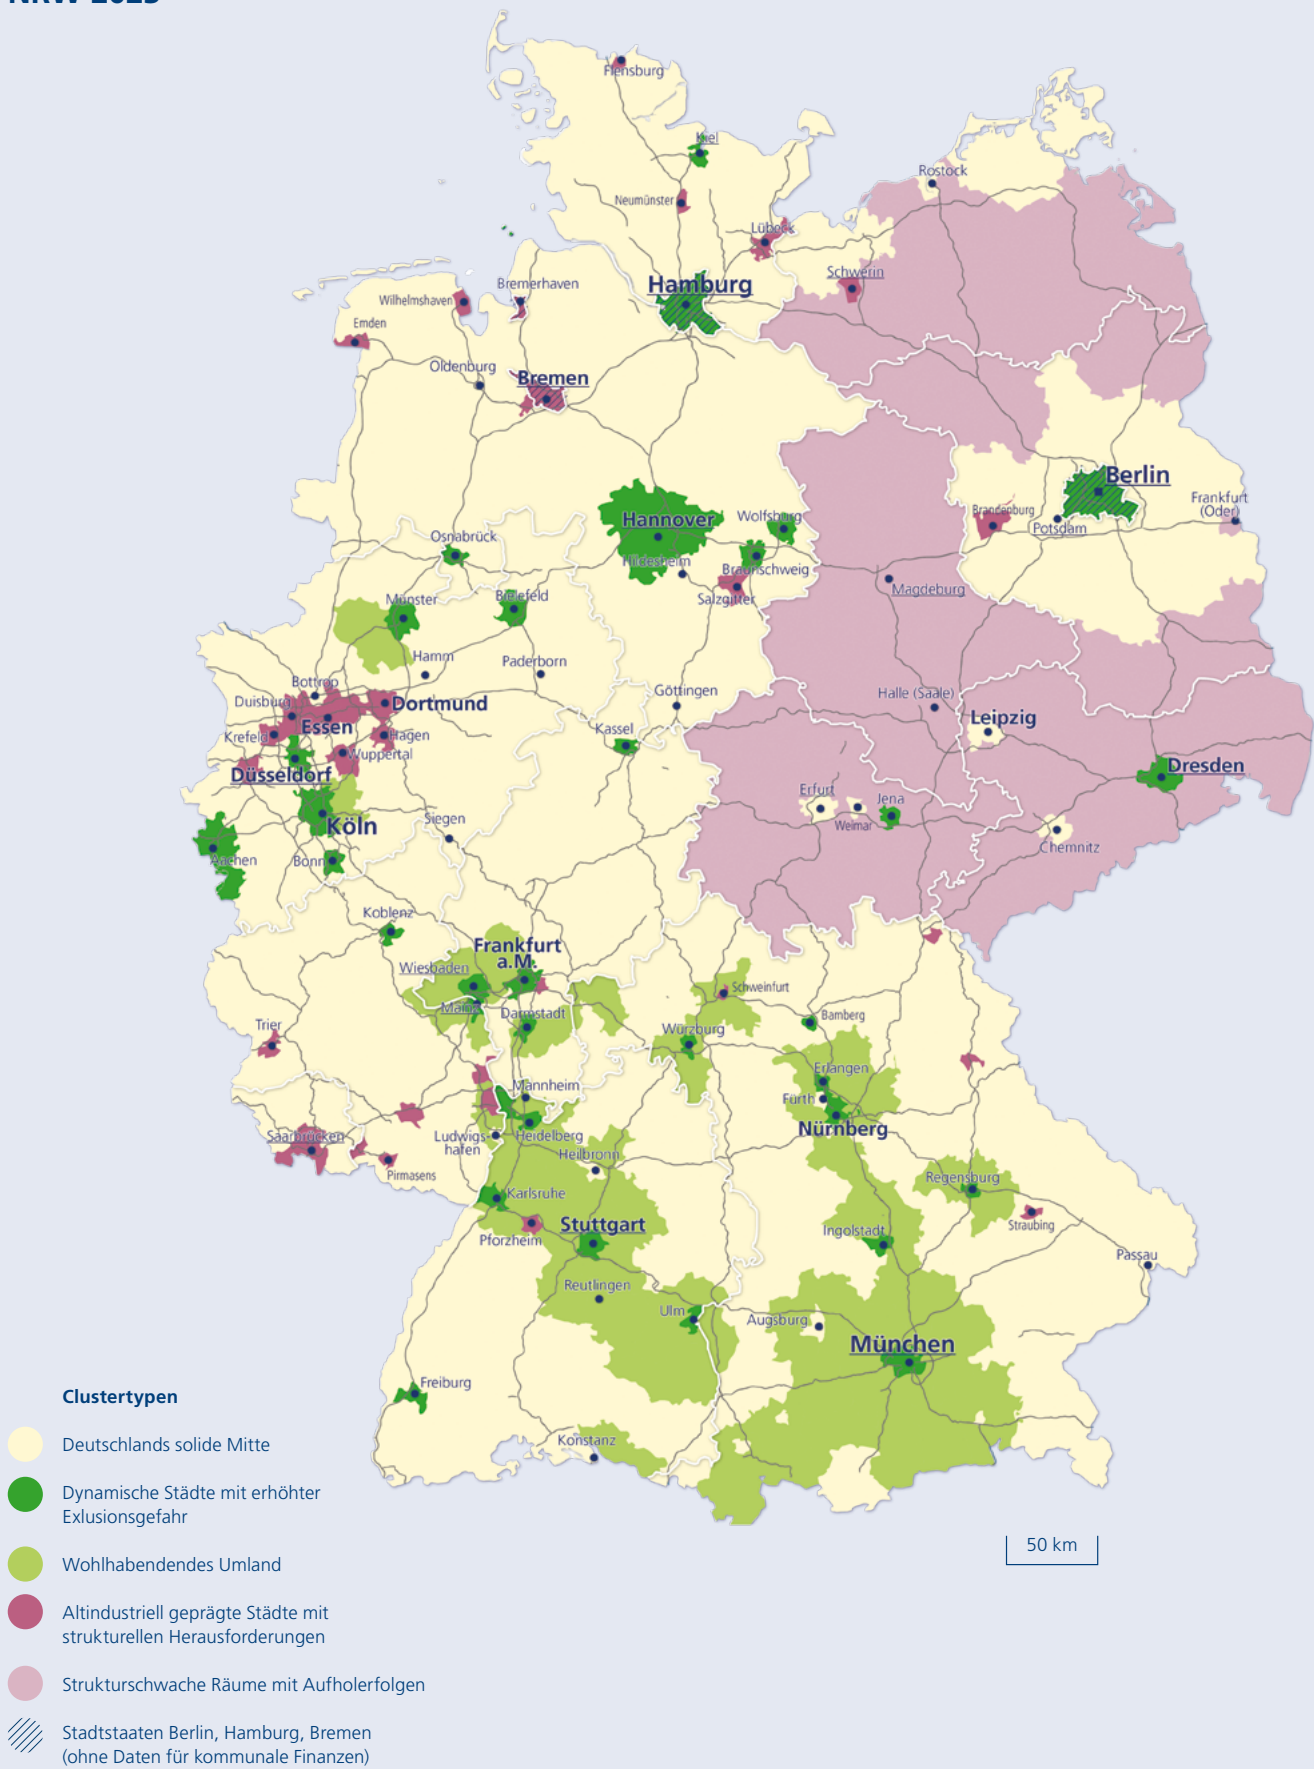 NRW 2023
Flensburg
Kiel
Rostock
Neumünster
Lübeck
Schwerin
Hamburg
Bremerhaven
Wilhelmshaven
Emden
Oldenburg
Bremen
Berlin
Frankfurt
(Oder)
Brandenburg
Potsdam
Hannover
Wolfsburg
Osnabrück
Hildesheim
Braunschweig
Salzgitter
Magdeburg
Münster
Bielefeld
Hamm
Paderborn
Bottrop
Duisburg
Dortmund
Göttingen
Halle (Saale)
Essen
Leipzig
Krefeld
Hagen
Kassel
Wuppertal
Düsseldorf
Dresden
Erfurt
Jena
Weimar
Köln
Siegen
Chemnitz
Aachen
Bonn
Koblenz
Frankfurt
a.M.
Wiesbaden
Schweinfurt
Mainz
Darmstadt
Bamberg
Trier
Würzburg
Erlangen
Mannheim
Fürth
Nürnberg
Saarbrücken
Ludwigs-
hafen
Heidelberg
Heilbronn
Pirmasens
Regensburg
Karlsruhe
Straubing
Stuttgart
Pforzheim
Ingolstadt
Passau
Reutlingen
Ulm
Augsburg
München
Freiburg
Konstanz
Clustertypen
Deutschlands solide Mitte
Dynamische Städte mit erhöhter
Exlusionsgefahr
50 km
Wohlhabendendes Umland
Altindustriell geprägte Städte mit
strukturellen Herausforderungen
Strukturschwache Räume mit Aufholerfolgen
Stadtstaaten Berlin, Hamburg, Bremen
(ohne Daten für kommunale Finanzen)